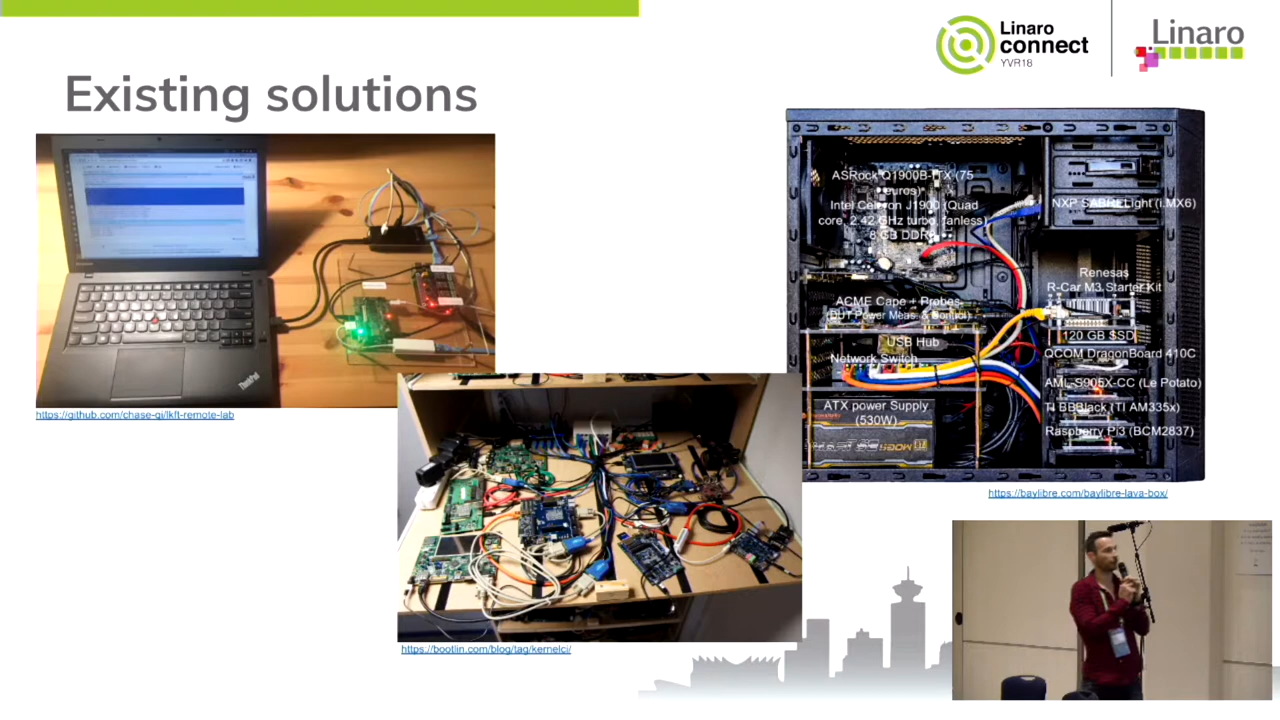 Linaro
connect
YVR18
Linaro
Existing solutions
ThinkPad
https://github.com/chase-qi/lkft-remote-lab
https://bootlin.com/blog/tag/kernelci/
ASRock Q1900B-ITX (75
euros)
Intel Celeron J1900 (Quad
core, 2.42 GHz turbo, fanless)
8 GB DDR3
ACME Cape + Probes
(DUT Power Meas. & Control)
USB Hub
Network Switch
ATX power Supply
(530W)
NXP SABRELight (i.MX6)
Renesas
R-Car M3 Starter Kit
120 GB SSD
QCOM DragonBoard 410C
AML-S905X-CC (Le Potato)
TI BBBlack (TI AM335x)
Raspberry Pi3 (BCM2837)
https://baylibre.com/baylibre-lava-box/